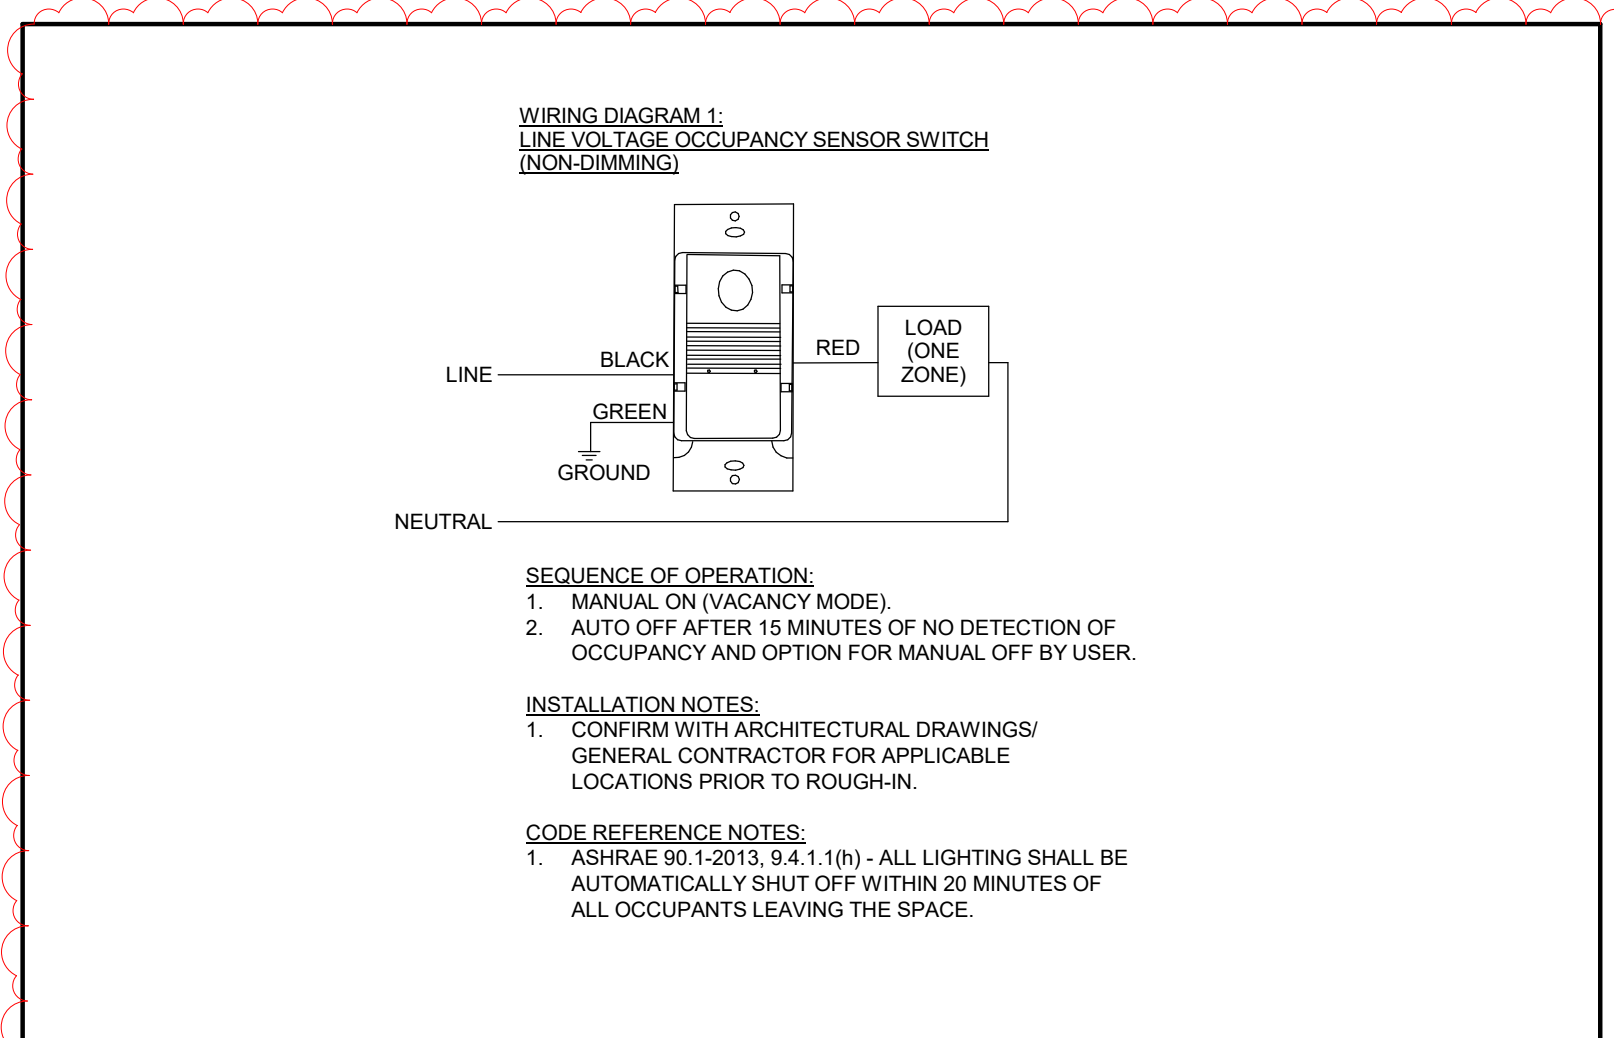 WIRING DIAGRAM 1:
LINE VOLTAGE OCCUPANCY SENSOR SWITCH
(NON-DIMMING)
LINE
BLACK
RED
LOAD
(ONE
ZONE)
GREEN
GROUND
NEUTRAL
SEQUENCE OF OPERATION:
1. MANUAL ON (VACANCY MODE).
2. AUTO OFF AFTER 15 MINUTES OF NO DETECTION OF
OCCUPANCY AND OPTION FOR MANUAL OFF BY USER.
INSTALLATION NOTES:
1. CONFIRM WITH ARCHITECTURAL DRAWINGS/
GENERAL CONTRACTOR FOR APPLICABLE
LOCATIONS PRIOR TO ROUGH-IN.
CODE REFERENCE NOTES:
1. ASHRAE 90.1-2013, 9.4.1.1(h) - ALL LIGHTING SHALL BE
AUTOMATICALLY SHUT OFF WITHIN 20 MINUTES OF
ALL OCCUPANTS LEAVING THE SPACE.